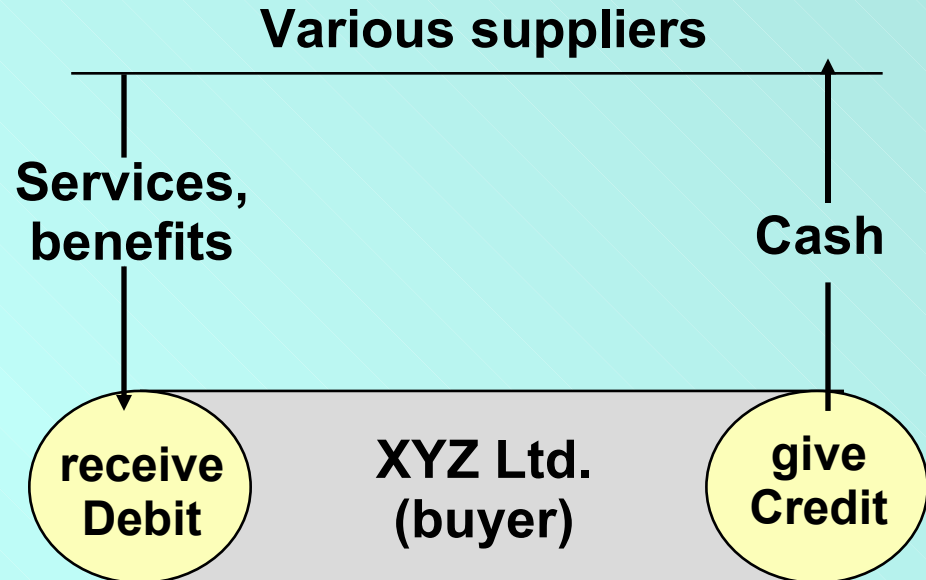 Various suppliers
Services,
benefits
Cash
receive
Debit
XYZ Ltd.
(buyer)
give
Credit